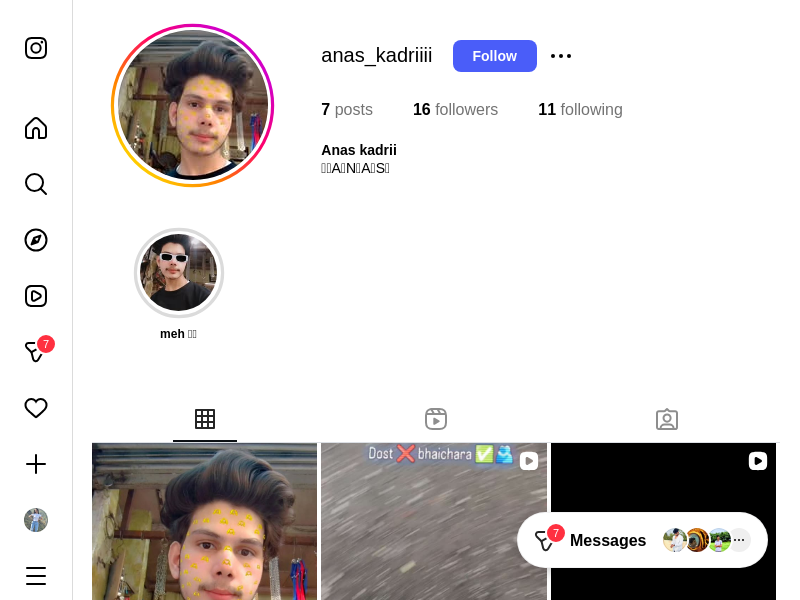 anas_kadriiii
Follow
7 posts
16 followers
11 following
Anas kadrii
A N A S
meh
7
Dost ❌ bhaichara ✅🫂
7
Messages